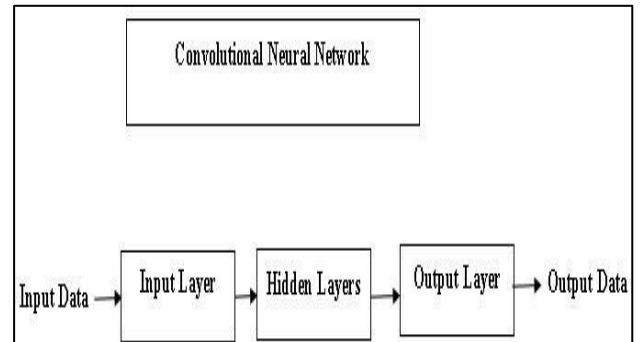 Convolutional Neural Network
Input Data
Input Layer
Hidden Layers
Output Layer
Output Data